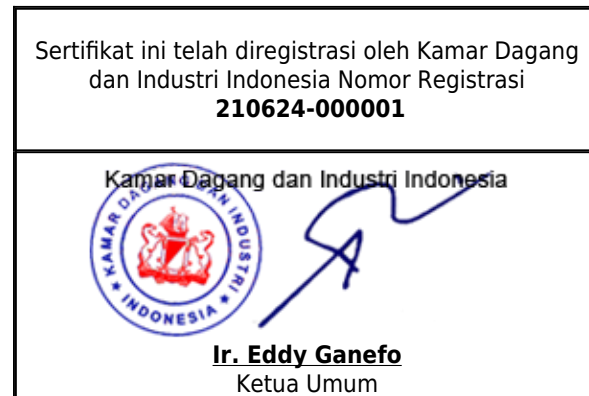 Sertifikat ini telah diregistrasi oleh Kamar Dagang
dan Industri Indonesia Nomor Registrasi
210624-000001
Kamar Dagang dan Industri Indonesia
KAMAR DAGANG DAN INDUSTRI
INDONESIA
Ir. Eddy Ganefo
Ketua Umum